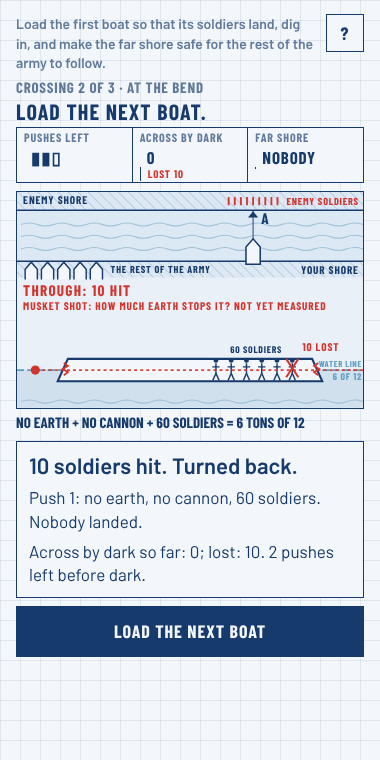 Load the first boat so that its soldiers land, dig
in, and make the far shore safe for the rest of the
army to follow.
?
CROSSING 2 OF 3 · AT THE BEND
LOAD THE NEXT BOAT.
PUSHES LEFT
ACROSS BY DARK
0
LOST 10
FAR SHORE
NOBODY
ENEMY SHORE
ENEMY SOLDIERS
A
THE REST OF THE ARMY
YOUR SHORE
THROUGH: 10 HIT
MUSKET SHOT: HOW MUCH EARTH STOPS IT? NOT YET MEASURED
60 SOLDIERS
10 LOST
WATER LINE
6 OF 12
NO EARTH + NO CANNON + 60 SOLDIERS = 6 TONS OF 12
10 soldiers hit. Turned back.
Push 1: no earth, no cannon, 60 soldiers.
Nobody landed.
Across by dark so far: 0; lost: 10. 2 pushes
left before dark.
LOAD THE NEXT BOAT